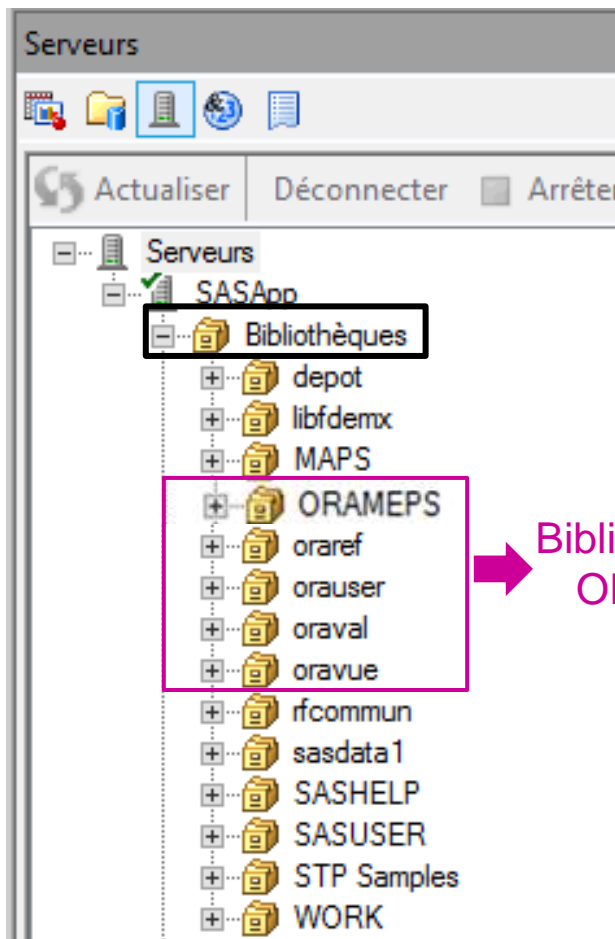 Serveurs
Actualiser Déconnecter
Serveurs
SASApp
Bibliothèques
depot
libfdemx
MAPS
ORAMEPS
oraref
orauser
oraval
oravue
rfcommun
sasdata1
SASHELP
SASUSER
STP Samples
WORK